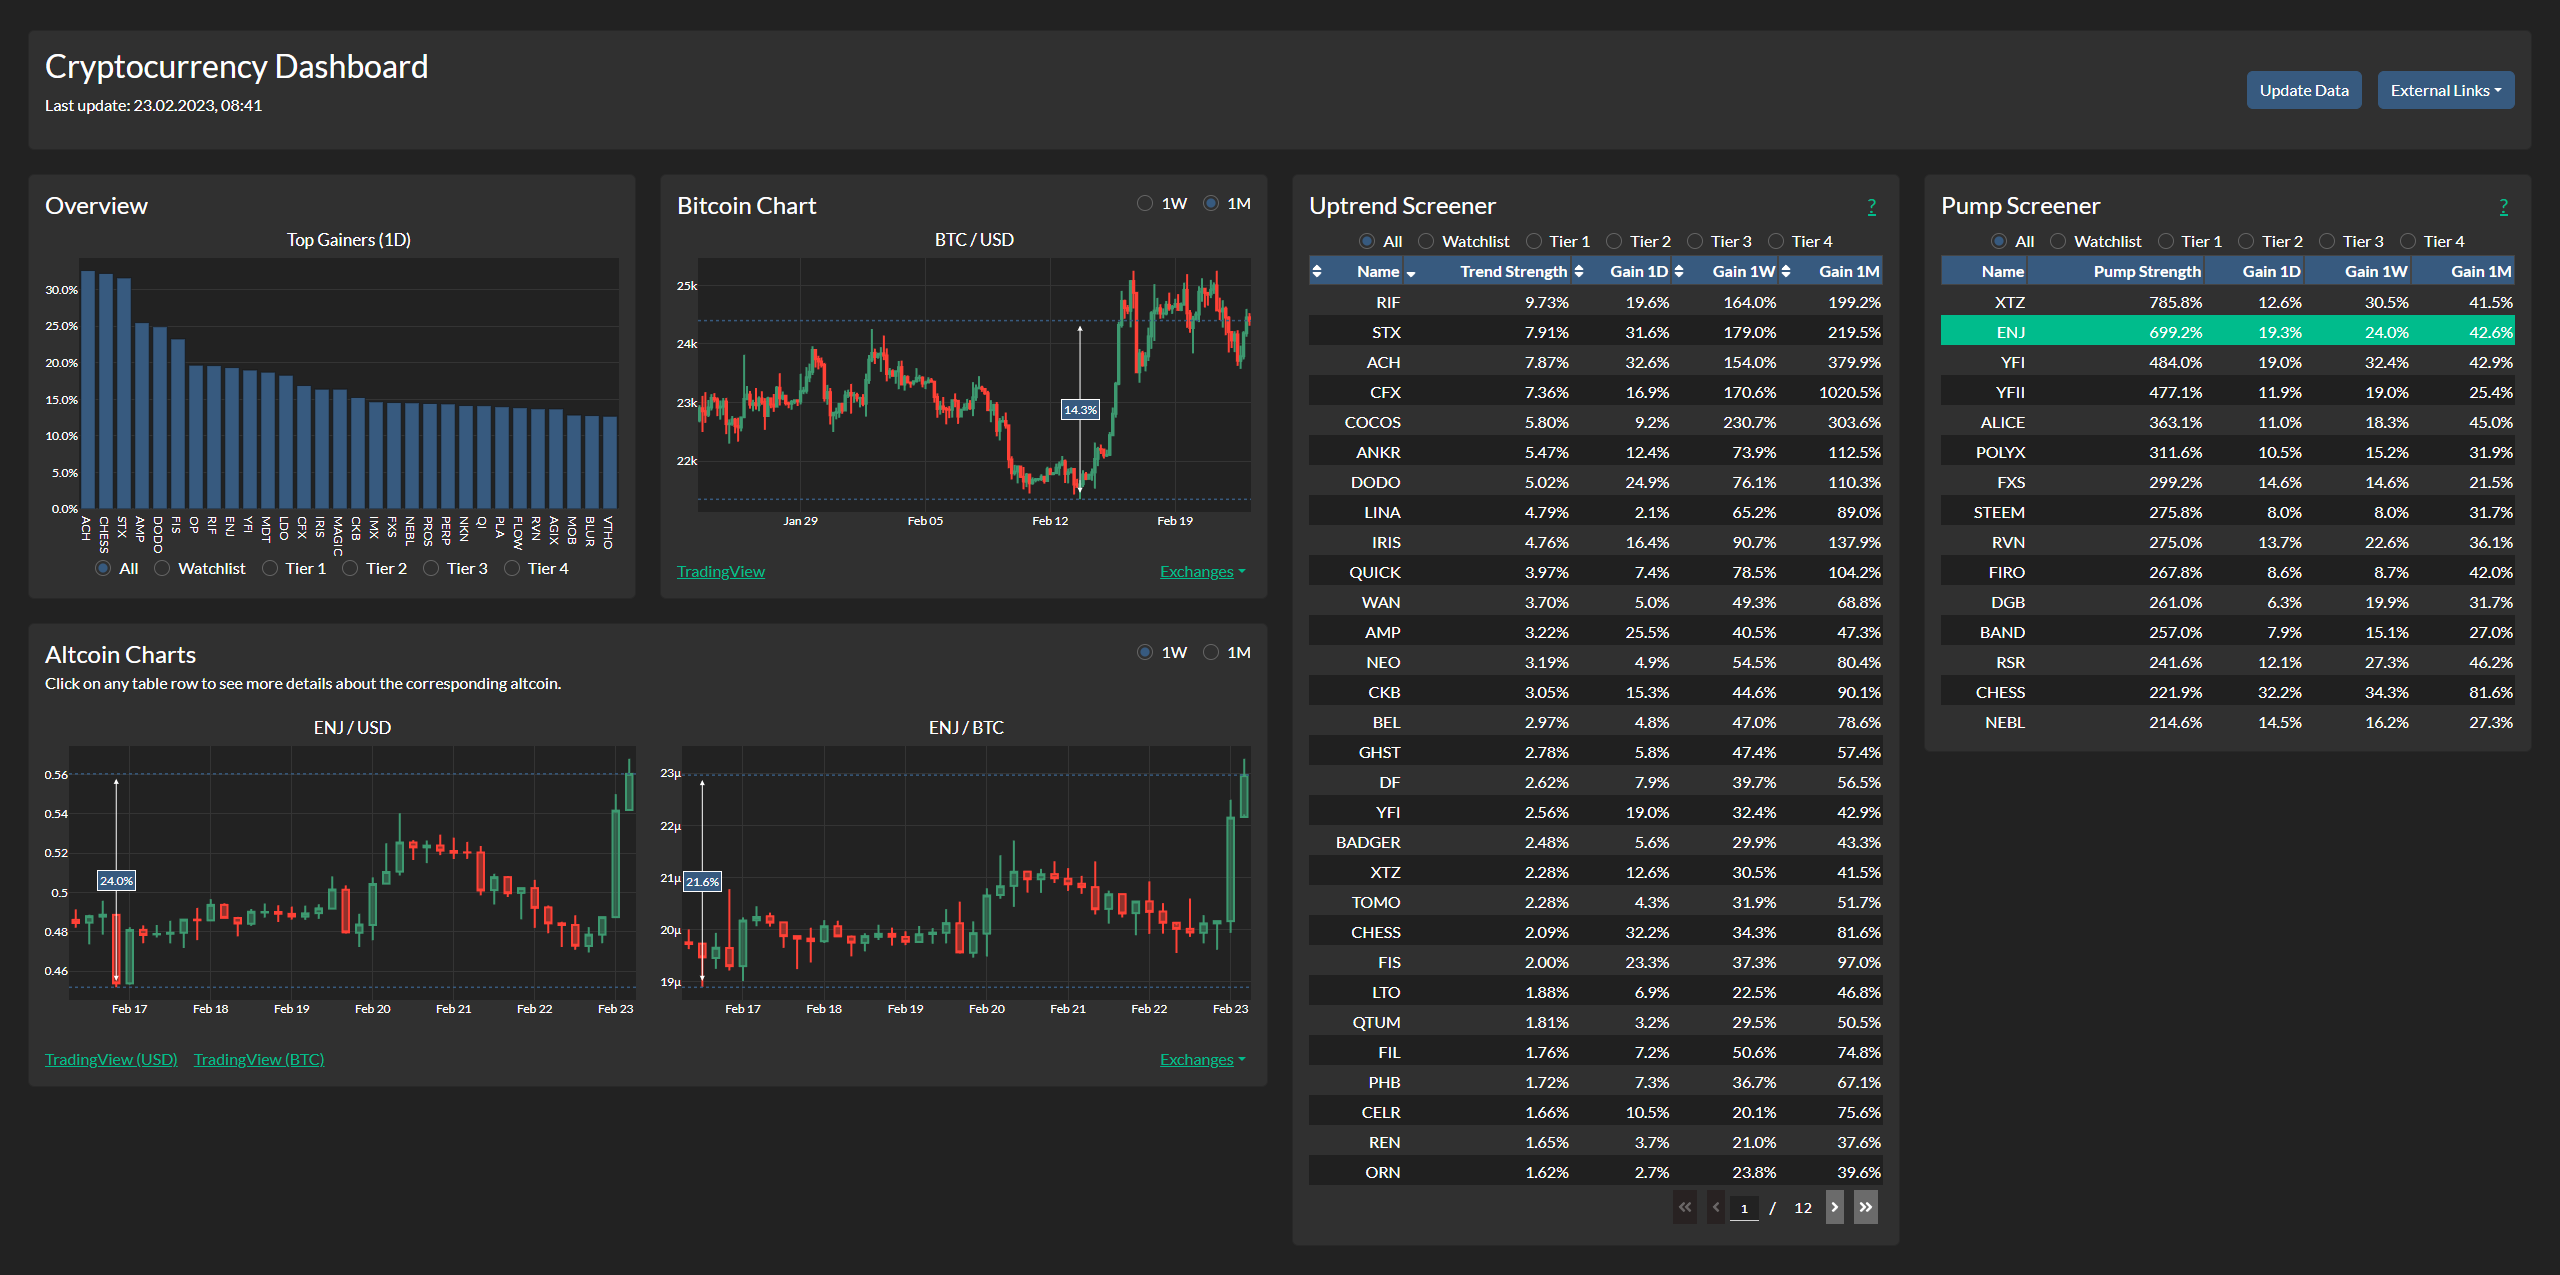 Cryptocurrency Dashboard
Last update: 23.02.2023, 08:41
Update Data
External Links
Overview
Top Gainers (1D)
30.0%
25.0%
20.0%
15.0%
10.0%
5.0%
0.0%
ACH CHESS STX AMP DODO FIS OP RIF ENJ YFI MDT LDO CFX IRIS MAGIC CKB IMX FXS NEBL PROS PERP NKN QI PLA FLOW RVN AGIX MOB BLUR VTHO
All Watchlist Tier 1 Tier 2 Tier 3 Tier 4
Bitcoin Chart
1W 1M
BTC / USD
25k
24k
23k
22k
14.3%
Jan 29 Feb 05 Feb 12 Feb 19
TradingView
Exchanges
Altcoin Charts
1W 1M
Click on any table row to see more details about the corresponding altcoin.
ENJ / USD
0.56
0.54
0.52
0.5
0.48
0.46
24.0%
Feb 17 Feb 18 Feb 19 Feb 20 Feb 21 Feb 22 Feb 23
ENJ / BTC
23μ
22μ
21μ
20μ
19μ
21.6%
Feb 17 Feb 18 Feb 19 Feb 20 Feb 21 Feb 22 Feb 23
TradingView (USD) TradingView (BTC)
Exchanges
Uptrend Screener
?
All Watchlist Tier 1 Tier 2 Tier 3 Tier 4
Name Trend Strength Gain 1D Gain 1W Gain 1M
RIF 9.73% 19.6% 164.0% 199.2%
STX 7.91% 31.6% 179.0% 219.5%
ACH 7.87% 32.6% 154.0% 379.9%
CFX 7.36% 16.9% 170.6% 1020.5%
COCOS 5.80% 9.2% 230.7% 303.6%
ANKR 5.47% 12.4% 73.9% 112.5%
DODO 5.02% 24.9% 76.1% 110.3%
LINA 4.79% 2.1% 65.2% 89.0%
IRIS 4.76% 16.4% 90.7% 137.9%
QUICK 3.97% 7.4% 78.5% 104.2%
WAN 3.70% 5.0% 49.3% 68.8%
AMP 3.22% 25.5% 40.5% 47.3%
NEO 3.19% 4.9% 54.5% 80.4%
CKB 3.05% 15.3% 44.6% 90.1%
BEL 2.97% 4.8% 47.0% 78.6%
GHST 2.78% 5.8% 47.4% 57.4%
DF 2.62% 7.9% 39.7% 56.5%
YFI 2.56% 19.0% 32.4% 42.9%
BADGER 2.48% 5.6% 29.9% 43.3%
XTZ 2.28% 12.6% 30.5% 41.5%
TOMO 2.28% 4.3% 31.9% 51.7%
CHESS 2.09% 32.2% 34.3% 81.6%
FIS 2.00% 23.3% 37.3% 97.0%
LTO 1.88% 6.9% 22.5% 46.8%
QTUM 1.81% 3.2% 29.5% 50.5%
FIL 1.76% 7.2% 50.6% 74.8%
PHB 1.72% 7.3% 36.7% 67.1%
CELR 1.66% 10.5% 20.1% 75.6%
REN 1.65% 3.7% 21.0% 37.6%
ORN 1.62% 2.7% 23.8% 39.6%
1 / 12
Pump Screener
?
All Watchlist Tier 1 Tier 2 Tier 3 Tier 4
Name Pump Strength Gain 1D Gain 1W Gain 1M
XTZ 785.8% 12.6% 30.5% 41.5%
ENJ 699.2% 19.3% 24.0% 42.6%
YFI 484.0% 19.0% 32.4% 42.9%
YFII 477.1% 11.9% 19.0% 25.4%
ALICE 363.1% 11.0% 18.3% 45.0%
POLYX 311.6% 10.5% 15.2% 31.9%
FXS 299.2% 14.6% 14.6% 21.5%
STEEM 275.8% 8.0% 8.0% 31.7%
RVN 275.0% 13.7% 22.6% 36.1%
FIRO 267.8% 8.6% 8.7% 42.0%
DGB 261.0% 6.3% 19.9% 31.7%
BAND 257.0% 7.9% 15.1% 27.0%
RSR 241.6% 12.1% 27.3% 46.2%
CHESS 221.9% 32.2% 34.3% 81.6%
NEBL 214.6% 14.5% 16.2% 27.3%